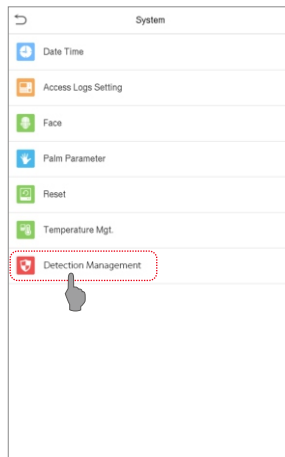 System
Date Time
Access Logs Setting
Face
Palm Parameter
Reset
Temperature Mgt.
Detection Management